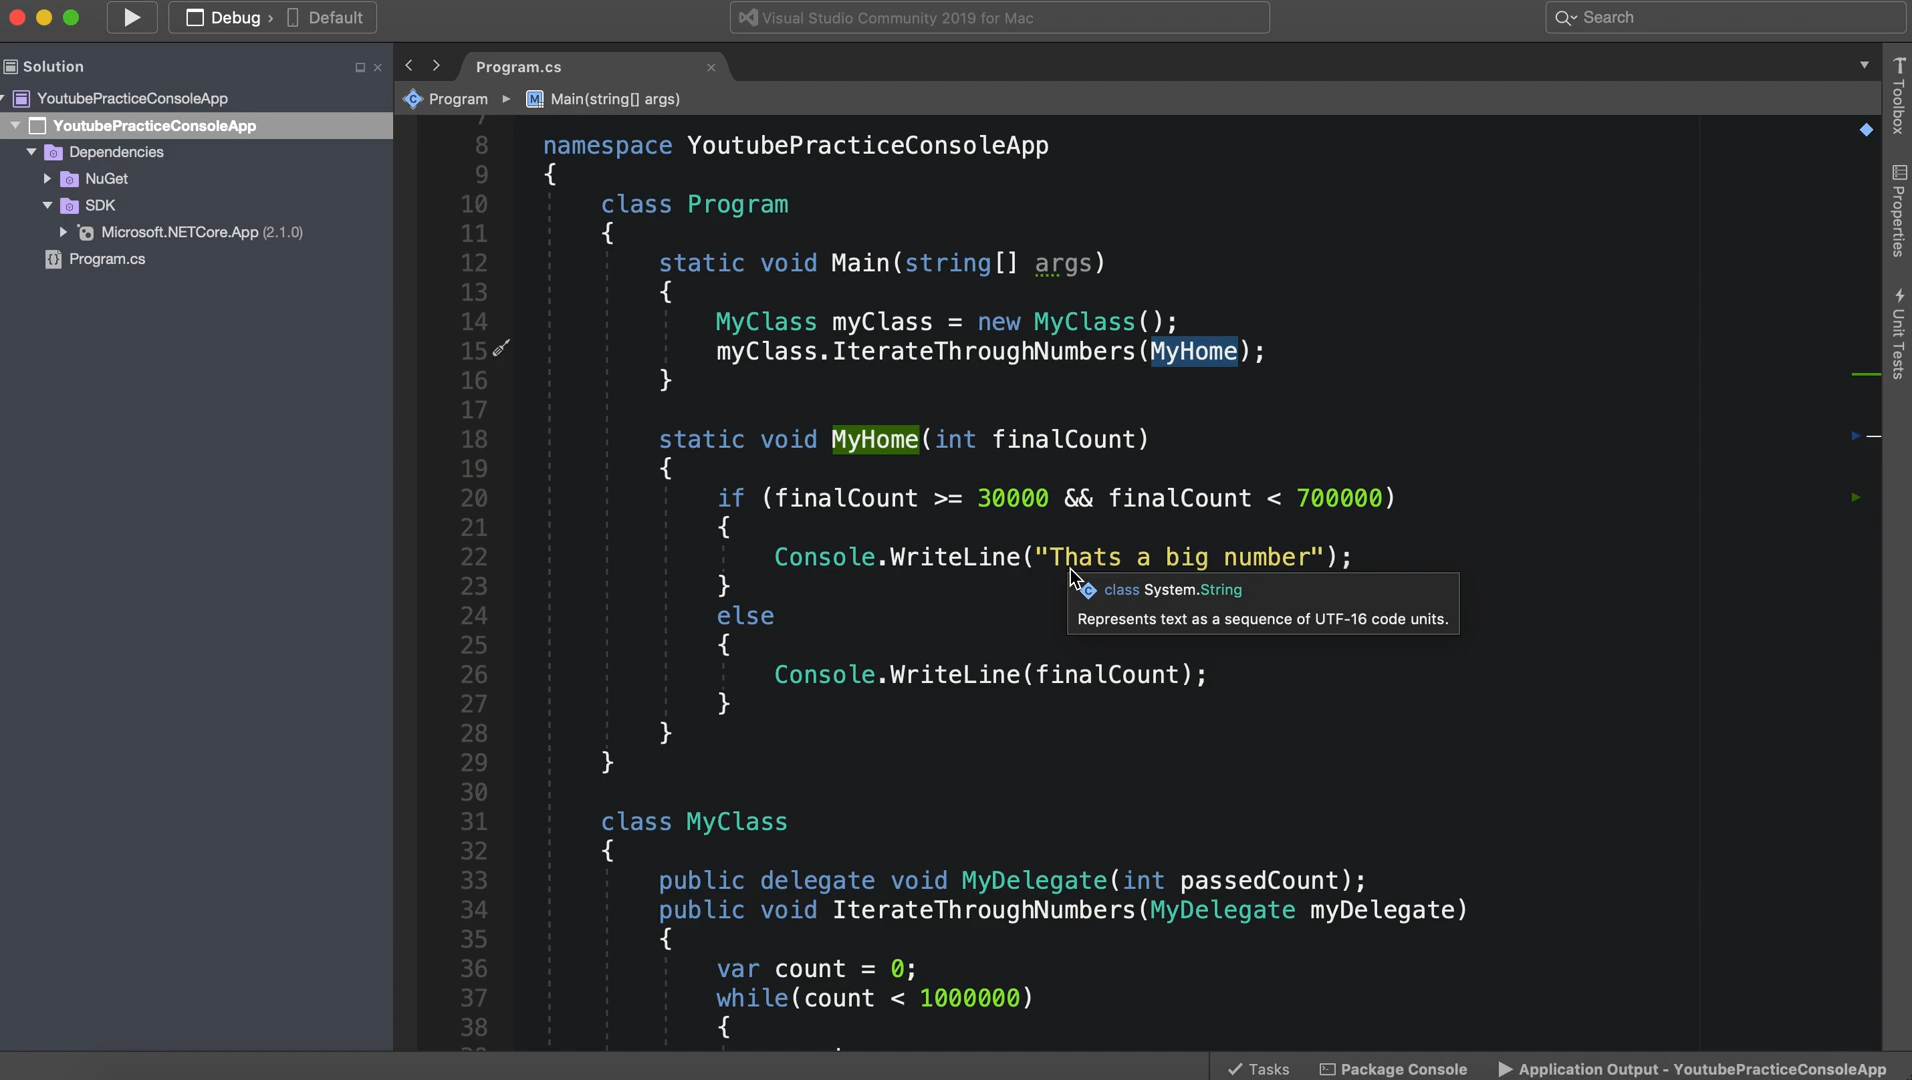 Debug › Default
Visual Studio Community 2019 for Mac
Search
Solution
YoutubePracticeConsoleApp
YoutubePracticeConsoleApp
Dependencies
NuGet
SDK
Microsoft.NETCore.App (2.1.0)
Program.cs
Program.cs
Program Main(string[] args)
7
8 namespace YoutubePracticeConsoleApp
9 {
10 class Program
11 {
12 static void Main(string[] args)
13 {
14 MyClass myClass = new MyClass();
15 myClass.IterateThroughNumbers(MyHome);
16 }
17
18 static void MyHome(int finalCount)
19 {
20 if (finalCount >= 30000 && finalCount < 700000)
21 {
22 Console.WriteLine("Thats a big number");
23 }
24 else
25 {
26 Console.WriteLine(finalCount);
27 }
28 }
29 }
30
31 class MyClass
32 {
33 public delegate void MyDelegate(int passedCount);
34 public void IterateThroughNumbers(MyDelegate myDelegate)
35 {
36 var count = 0;
37 while(count < 1000000)
38 {
class System.String
Represents text as a sequence of UTF-16 code units.
Toolbox
Properties
Unit Tests
Tasks
Package Console
Application Output - YoutubePracticeConsoleApp